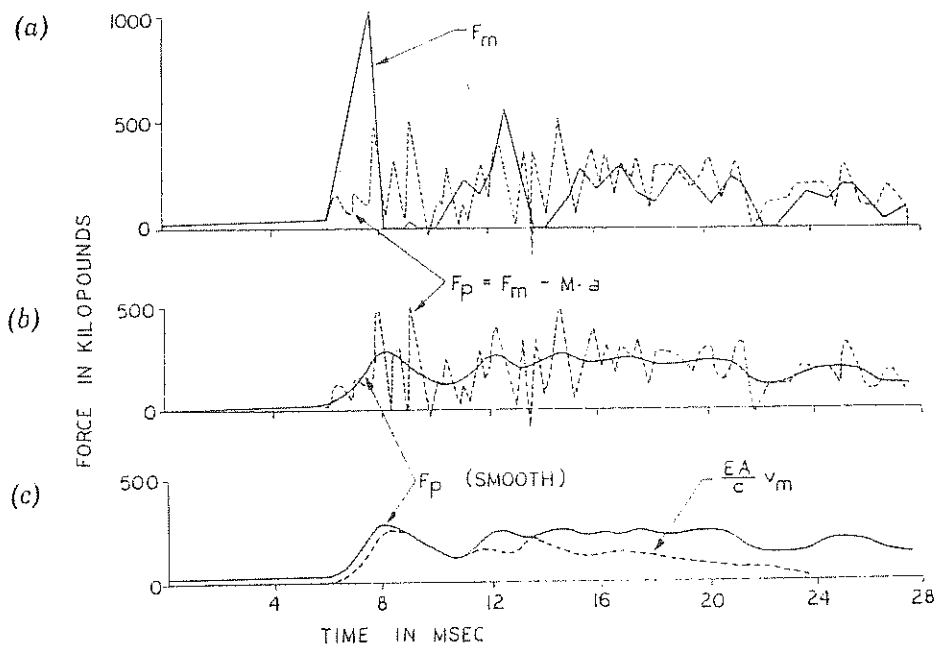 (a)
1000
500
0
F_m
F_p = F_m - M·a
(b)
500
0
FORCE IN KILOPOUNDS
F_p (SMOOTH)
EA/c v_m
(c)
500
0
4 8 12 16 20 24 28
TIME IN MSEC